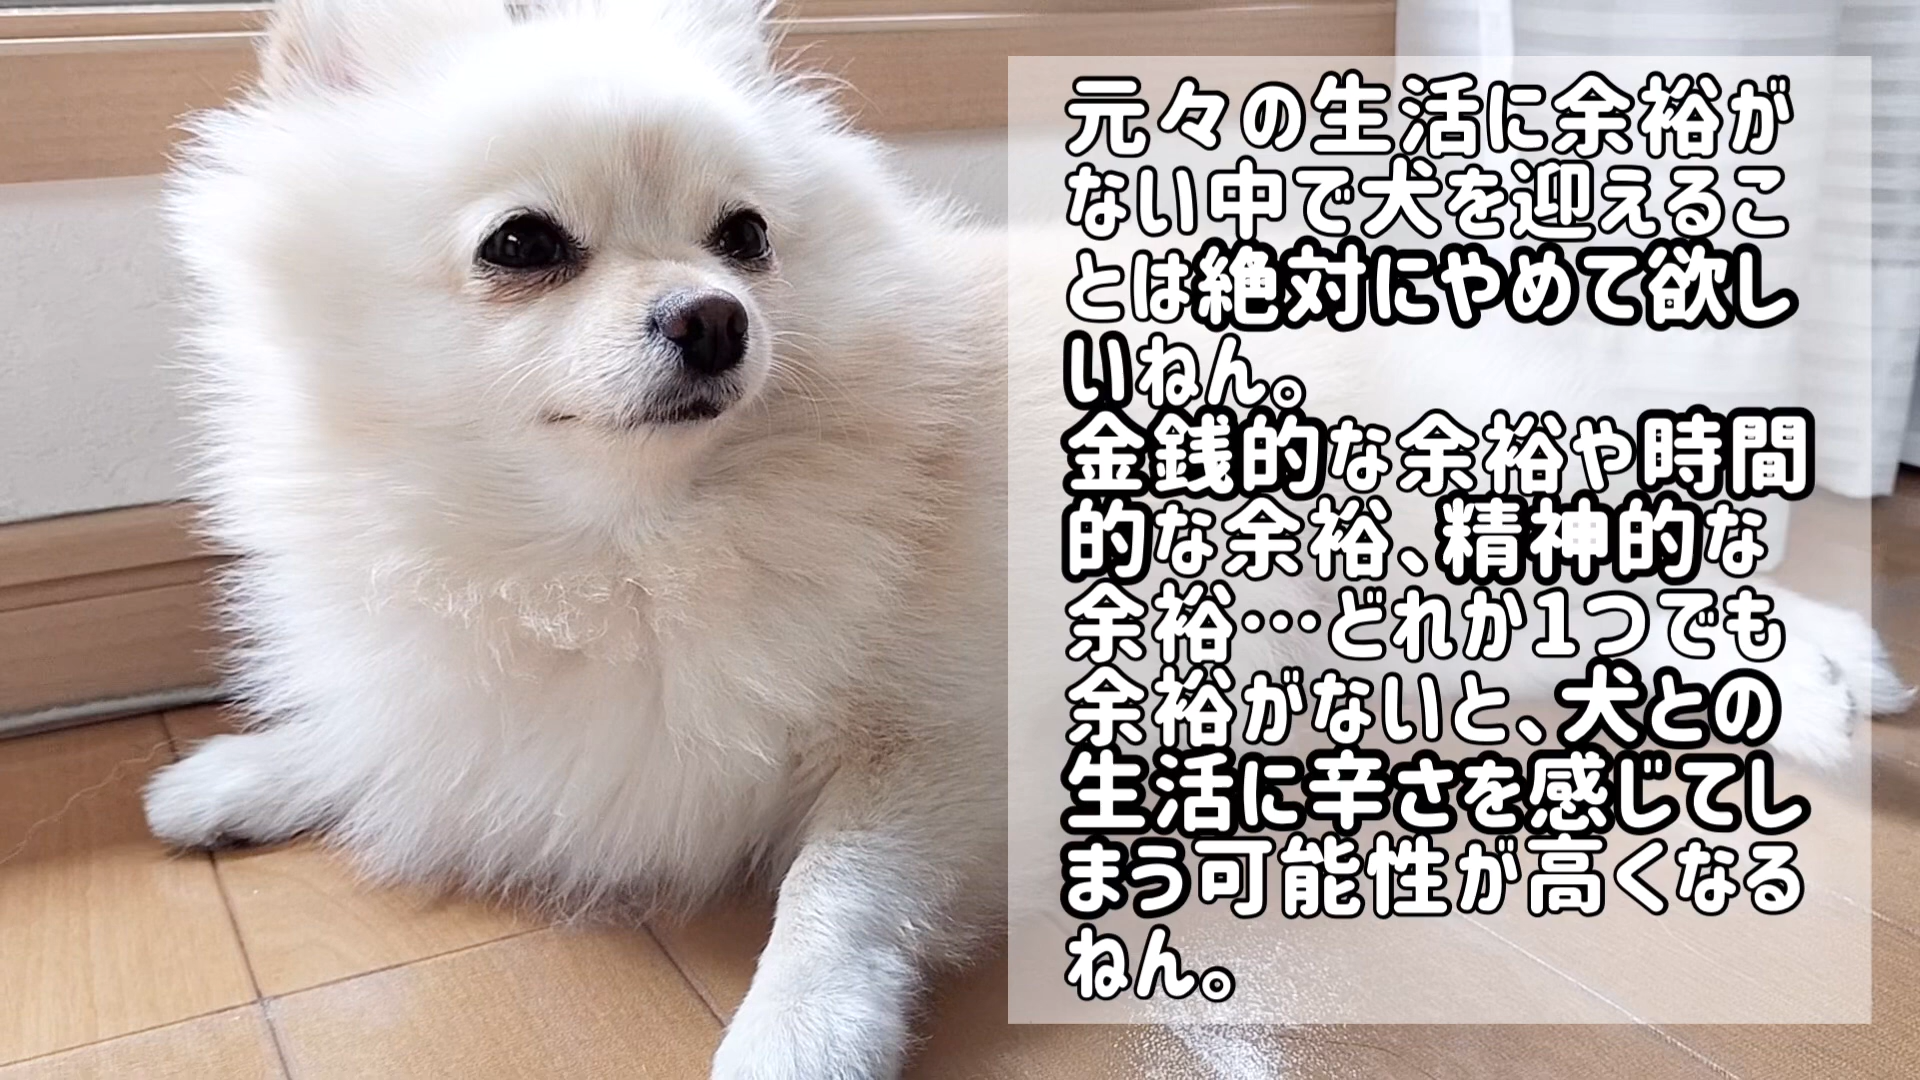 元々の生活に余裕が
ない中で犬を迎えるこ
とは絶対にやめて欲し
いねん。
金銭的な余裕や時間
的な余裕、精神的な
余裕…どれか1つでも
余裕がないと、犬との
生活に辛さを感じてし
まう可能性が高くなる
ねん。